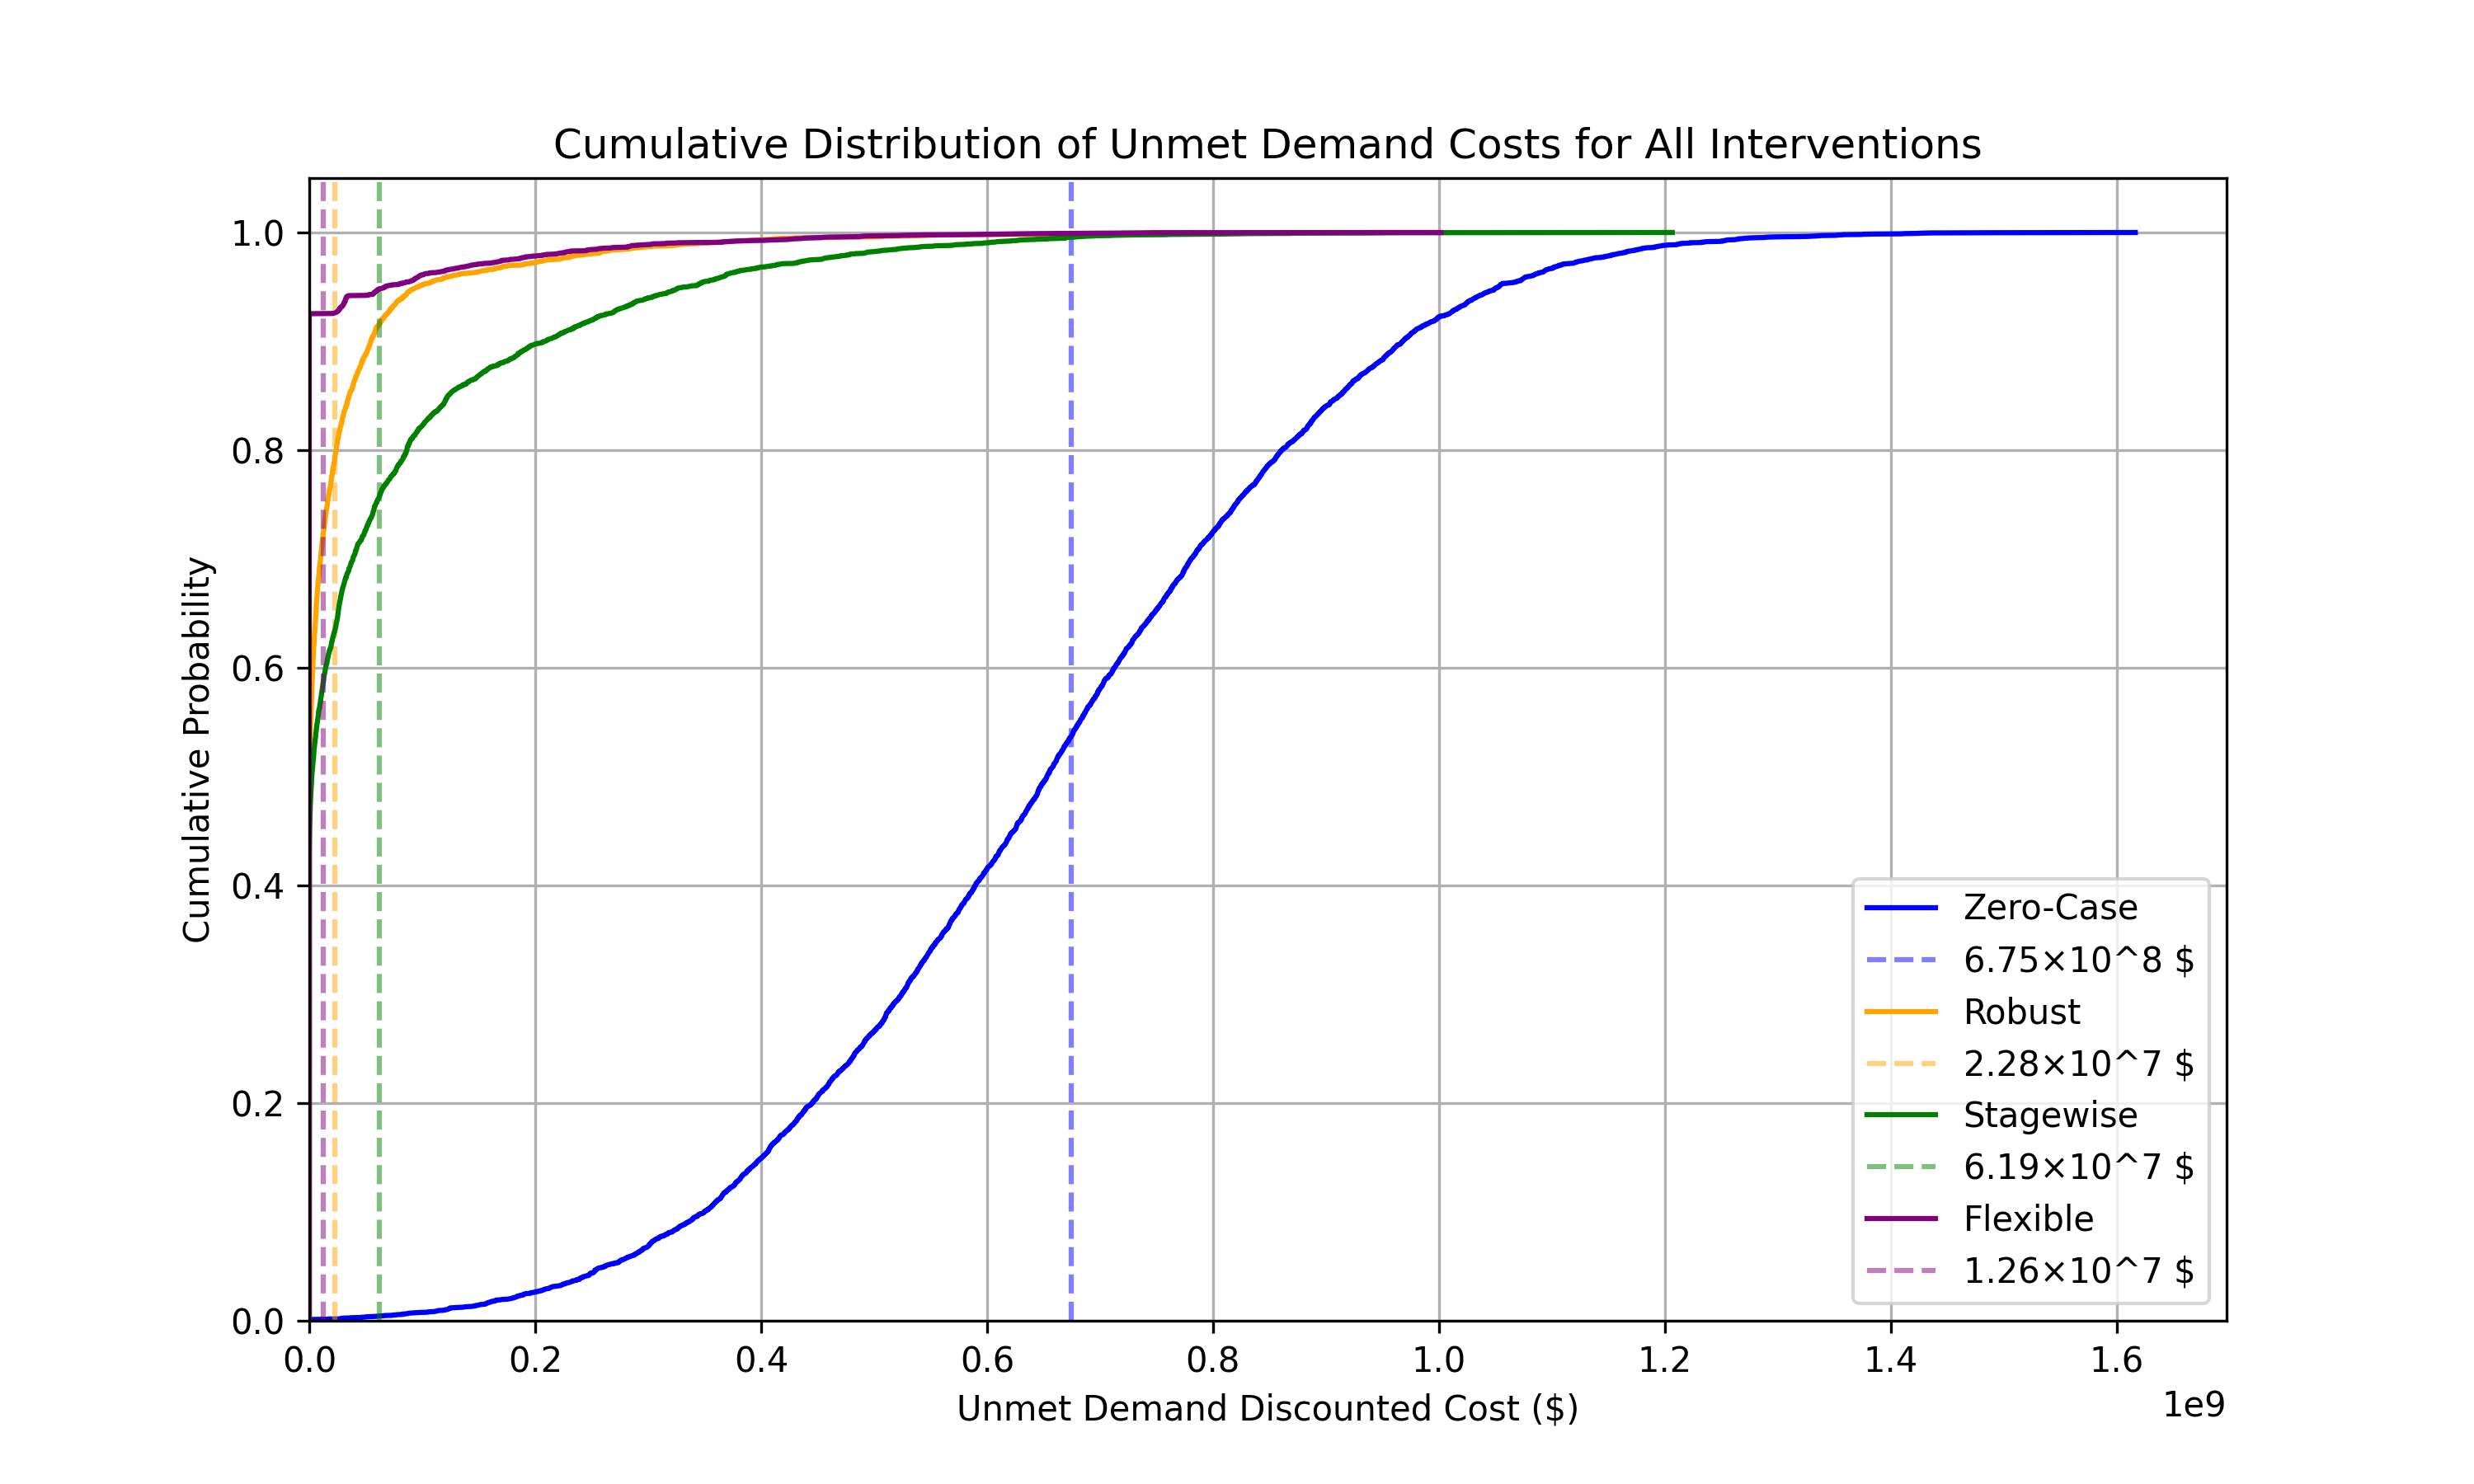 Cumulative Distribution of Unmet Demand Costs for All Interventions
Cumulative Probability
1.0
0.8
0.6
0.4
0.2
0.0
0.0 0.2 0.4 0.6 0.8 1.0 1.2 1.4 1.6
1e9
Unmet Demand Discounted Cost ($)
Zero-Case
6.75×10^8 $
Robust
2.28×10^7 $
Stagewise
6.19×10^7 $
Flexible
1.26×10^7 $